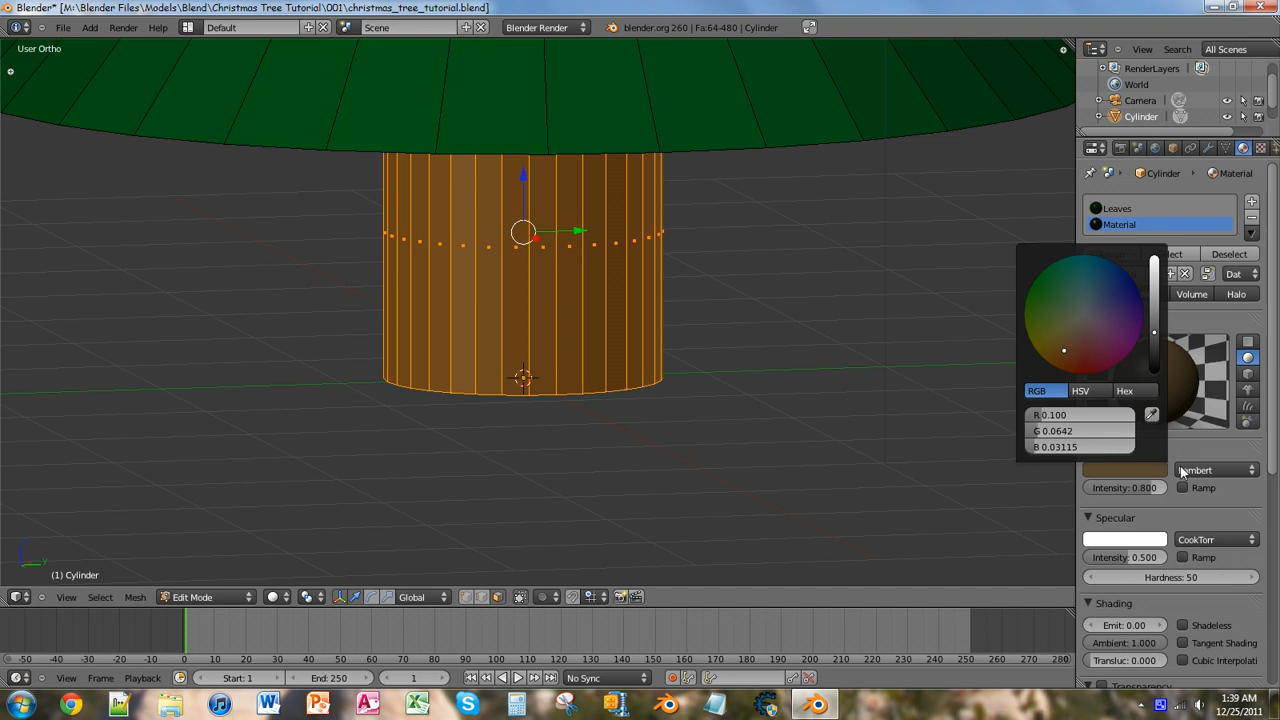 Blender* [M:\Blender Files\Models\Blend\Christmas Tree Tutorial\001\christmas_tree_tutorial.blend]
File Add Render Help Default Scene Blender Render blender.org 260 | Fa:64-480 | Cylinder
View Search All Scenes
User Ortho
RenderLayers
World
Camera
Cylinder
Cylinder Material
Leaves
Material
Deselect
Dat
Volume Halo
RGB HSV Hex
R 0.100
G 0.0642
B 0.03115
Intensity: 0.800 Ramp
Specular
CookTorr
Intensity: 0.500 Ramp
Hardness: 50
Shading
Emit: 0.00 Shadeless
Ambient: 1.000 Tangent Shading
Transluc: 0.000 Cubic Interpolati
(1) Cylinder
View Select Mesh Edit Mode Global
-50 -40 -30 -20 -10 0 10 20 30 40 50 60 70 80 90 100 110 120 130 140 150 160 170 180 190 200 210 220 230 240 250 260 270 280
View Frame Playback Start: 1 End: 250 1 No Sync
1:39 AM
12/25/2011